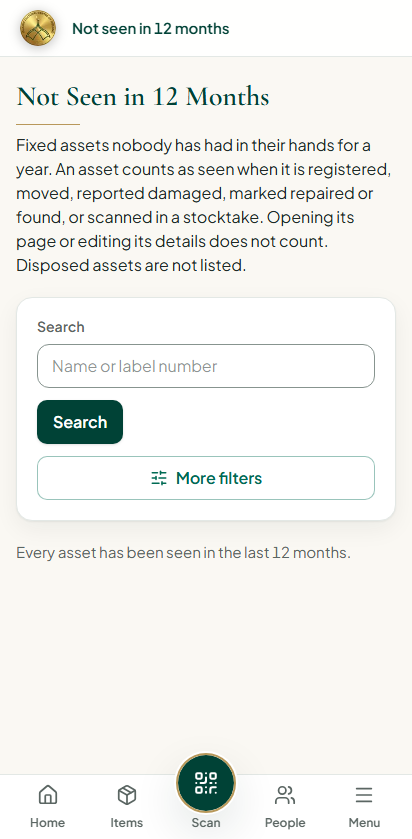 Not seen in 12 months
Not Seen in 12 Months
Fixed assets nobody has had in their hands for a
year. An asset counts as seen when it is registered,
moved, reported damaged, marked repaired or
found, or scanned in a stocktake. Opening its
page or editing its details does not count.
Disposed assets are not listed.
Search
Name or label number
Search
More filters
Every asset has been seen in the last 12 months.
Home
Items
Scan
People
Menu